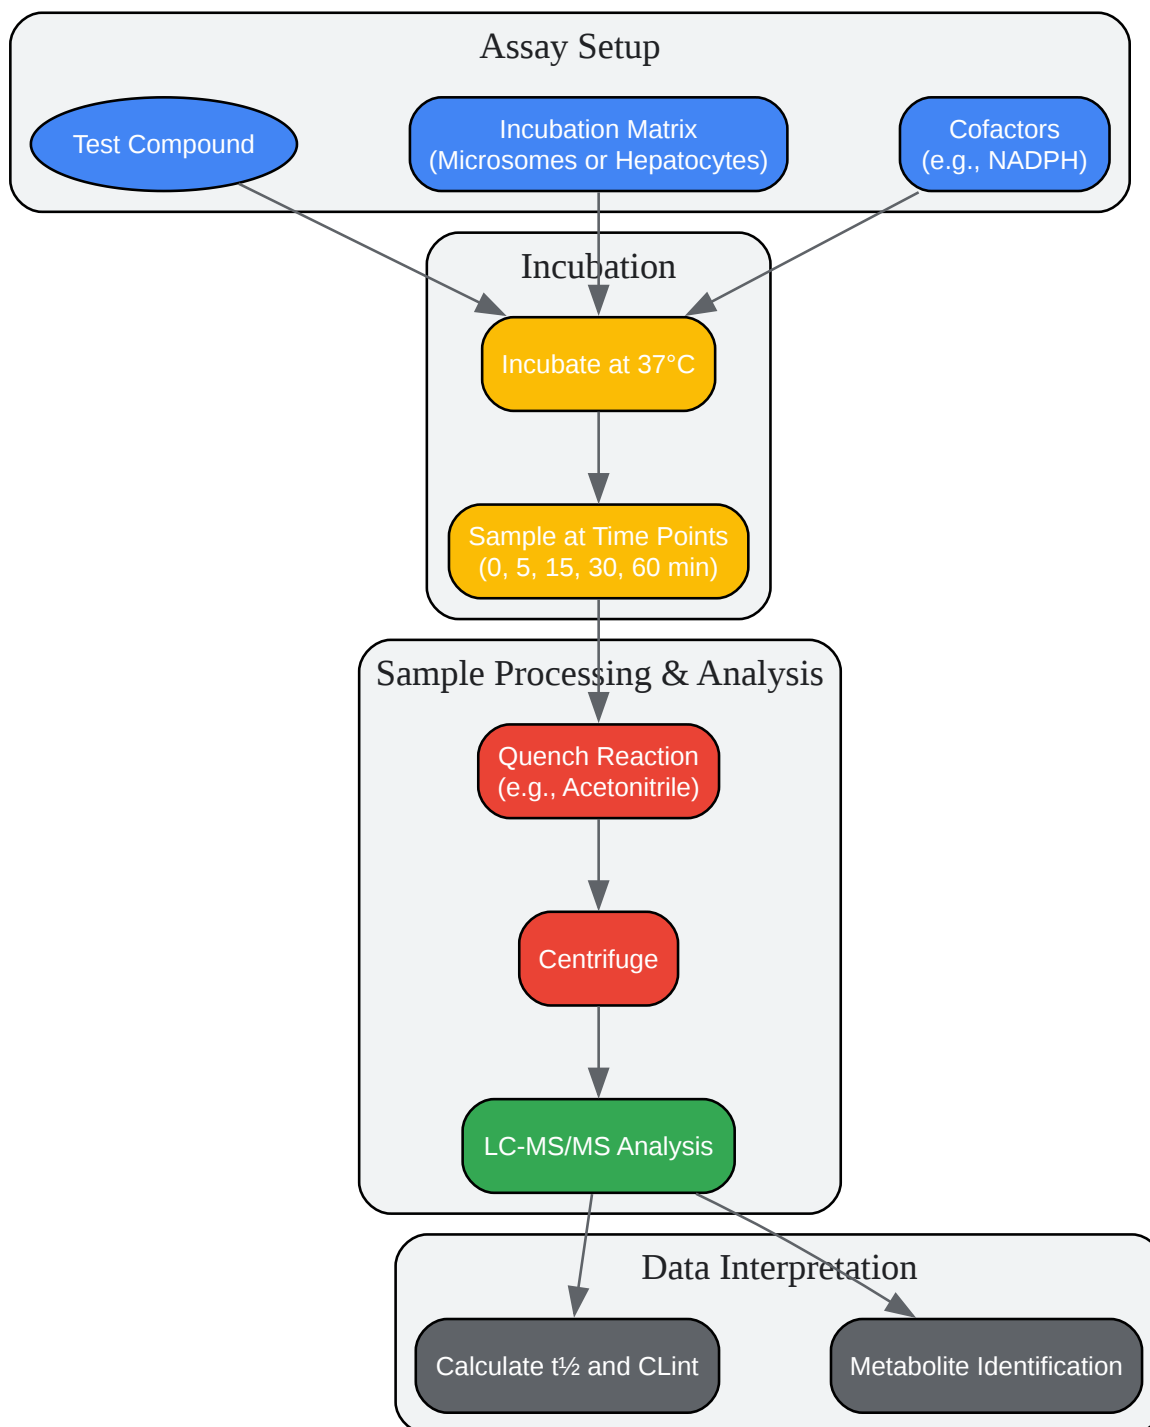 Assay Setup
Test Compound
Incubation Matrix
(Microsomes or Hepatocytes)
Cofactors
(e.g., NADPH)
Incubation
Incubate at 37°C
Sample at Time Points
(0, 5, 15, 30, 60 min)
Sample Processing & Analysis
Quench Reaction
(e.g., Acetonitrile)
Centrifuge
LC-MS/MS Analysis
Data Interpretation
Calculate t½ and CLint
Metabolite Identification